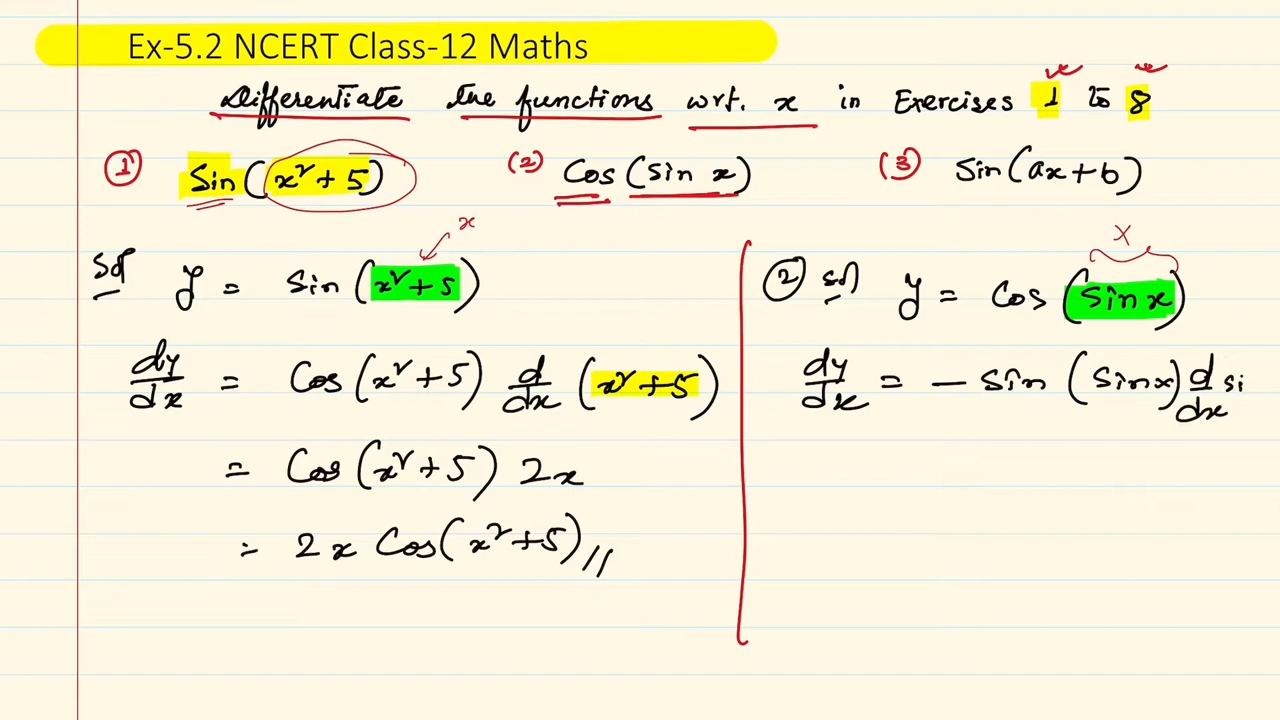 Ex-5.2 NCERT Class-12 Maths
Differentiate the functions wrt. x in Exercises 1 to 8
(1) Sin(x² + 5) (2) Cos(sin x) (3) Sin(ax+b)
x
Sol y = Sin(x²+5)
dy/dx = Cos(x²+5) d/dx (x²+5)
= Cos(x²+5) 2x
= 2x Cos(x²+5)//
x
(2) Sol y = Cos(sin x)
dy/dx = - Sin (Sinx) d/dx si